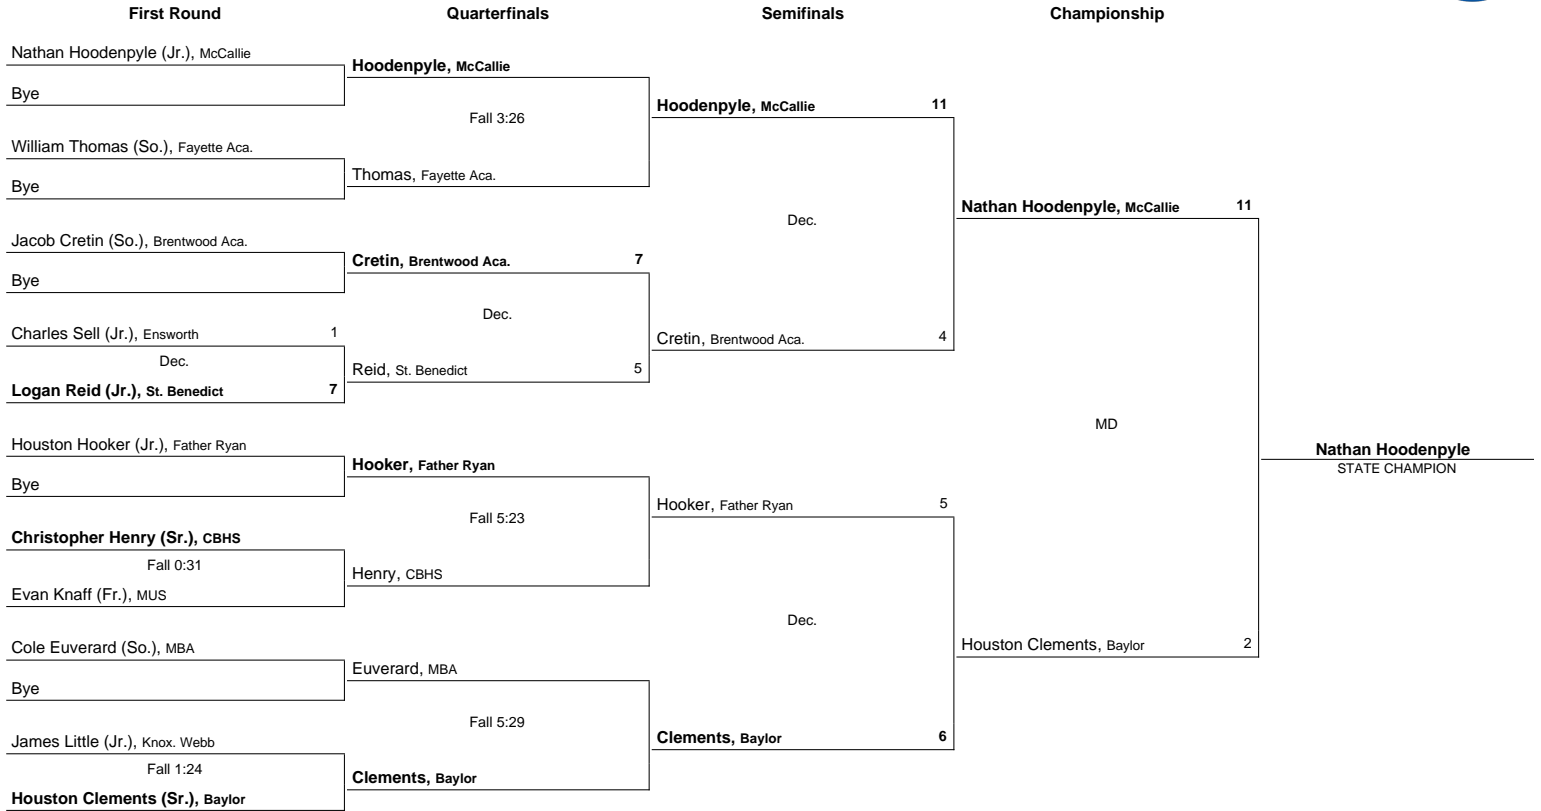 First Round Quarterfinals Semifinals Championship
Nathan Hoodenpyle (Jr.), McCallie
Bye
William Thomas (So.), Fayette Aca.
Bye
Jacob Cretin (So.), Brentwood Aca.
Bye
Charles Sell (Jr.), Ensworth 1
Dec.
Logan Reid (Jr.), St. Benedict 7
Houston Hooker (Jr.), Father Ryan
Bye
Christopher Henry (Sr.), CBHS
Fall 0:31
Evan Knaff (Fr.), MUS
Cole Euverard (So.), MBA
Bye
James Little (Jr.), Knox. Webb
Fall 1:24
Houston Clements (Sr.), Baylor
Hoodenpyle, McCallie
Fall 3:26
Thomas, Fayette Aca.
Cretin, Brentwood Aca. 7
Dec.
Reid, St. Benedict 5
Hooker, Father Ryan
Fall 5:23
Henry, CBHS
Euverard, MBA
Fall 5:29
Clements, Baylor
Hoodenpyle, McCallie 11
Dec.
Cretin, Brentwood Aca. 4
Hooker, Father Ryan 5
Dec.
Clements, Baylor 6
Nathan Hoodenpyle, McCallie 11
MD
Houston Clements, Baylor 2
Nathan Hoodenpyle
STATE CHAMPION